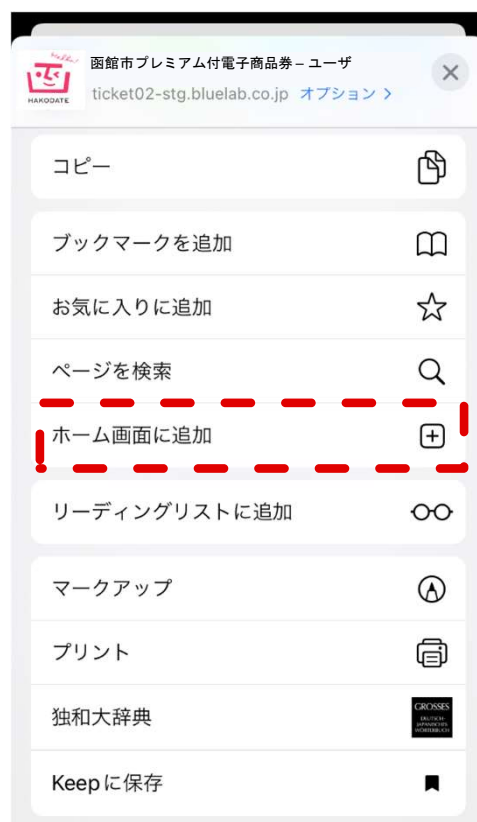 Hello!
HAKODATE
函館市プレミアム付電子商品券 – ユーザ
ticket02-stg.bluelab.co.jp オプション >
コピー
ブックマークを追加
お気に入りに追加
ページを検索
ホーム画面に追加
リーディングリストに追加
マークアップ
プリント
独和大辞典
GROSSES
DEUTSCH-
JAPANISCHES
WÖRTERBUCH
Keepに保存